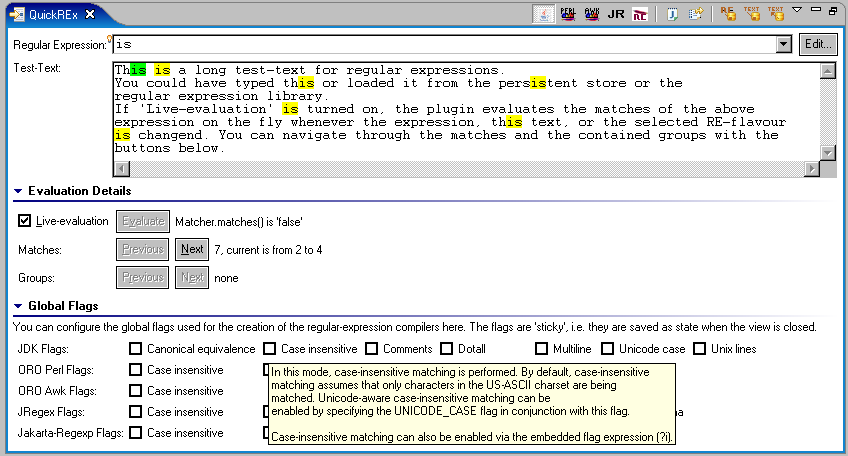 QuickREx
PERL AWK JR RE RE TEXT TEXT
Regular Expression: is Edit...
Test-Text:
This is a long test-text for regular expressions.
You could have typed this or loaded it from the persistent store or the
regular expression library.
If 'Live-evaluation' is turned on, the plugin evaluates the matches of the above
expression on the fly whenever the expression, this text, or the selected RE-flavour
is changend. You can navigate through the matches and the contained groups with the
buttons below.
Evaluation Details
Live-evaluation Evaluate Matcher.matches() is 'false'
Matches: Previous Next 7, current is from 2 to 4
Groups: Previous Next none
Global Flags
You can configure the global flags used for the creation of the regular-expression compilers here. The flags are 'sticky', i.e. they are saved as state when the view is closed.
JDK Flags: Canonical equivalence Case insensitive Comments Dotall Multiline Unicode case Unix lines
ORO Perl Flags: Case insensitive
ORO Awk Flags: Case insensitive
JRegex Flags: Case insensitive
Jakarta-Regexp Flags: Case insensitive
In this mode, case-insensitive matching is performed. By default, case-insensitive
matching assumes that only characters in the US-ASCII charset are being
matched. Unicode-aware case-insensitive matching can be
enabled by specifying the UNICODE_CASE flag in conjunction with this flag.
Case-insensitive matching can also be enabled via the embedded flag expression (?i).